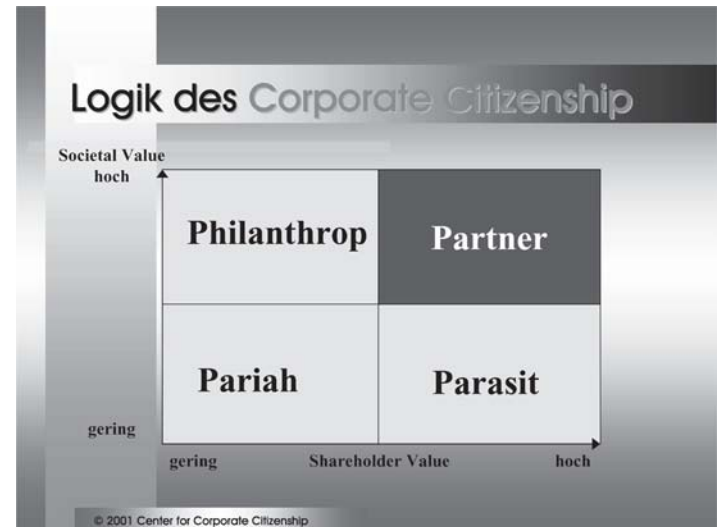 Logik des Corporate Citizenship
Societal Value
hoch
Philanthrop Partner
Pariah Parasit
gering
gering Shareholder Value hoch
© 2001 Center for Corporate Citizenship